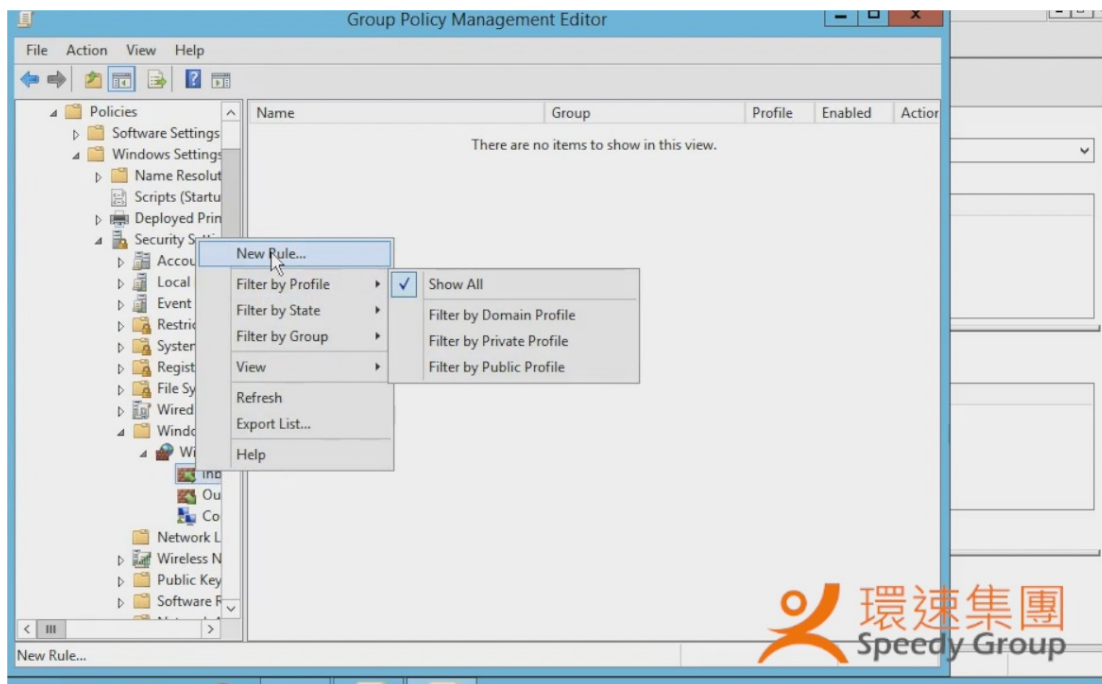 Group Policy Management Editor
File Action View Help
Policies
Software Settings
Windows Settings
Name Resolut
Scripts (Startu
Deployed Prin
Security
Accou
Local
Event
Restric
System
Regist
File Sy
Wired
Windo
Wi
Inb
Ou
Co
Network L
Wireless N
Public Key
Software R
Name Group Profile Enabled Action
There are no items to show in this view.
New Rule...
Filter by Profile
Filter by State
Filter by Group
View
Refresh
Export List...
Help
Show All
Filter by Domain Profile
Filter by Private Profile
Filter by Public Profile
New Rule...
環速集團
Speedy Group